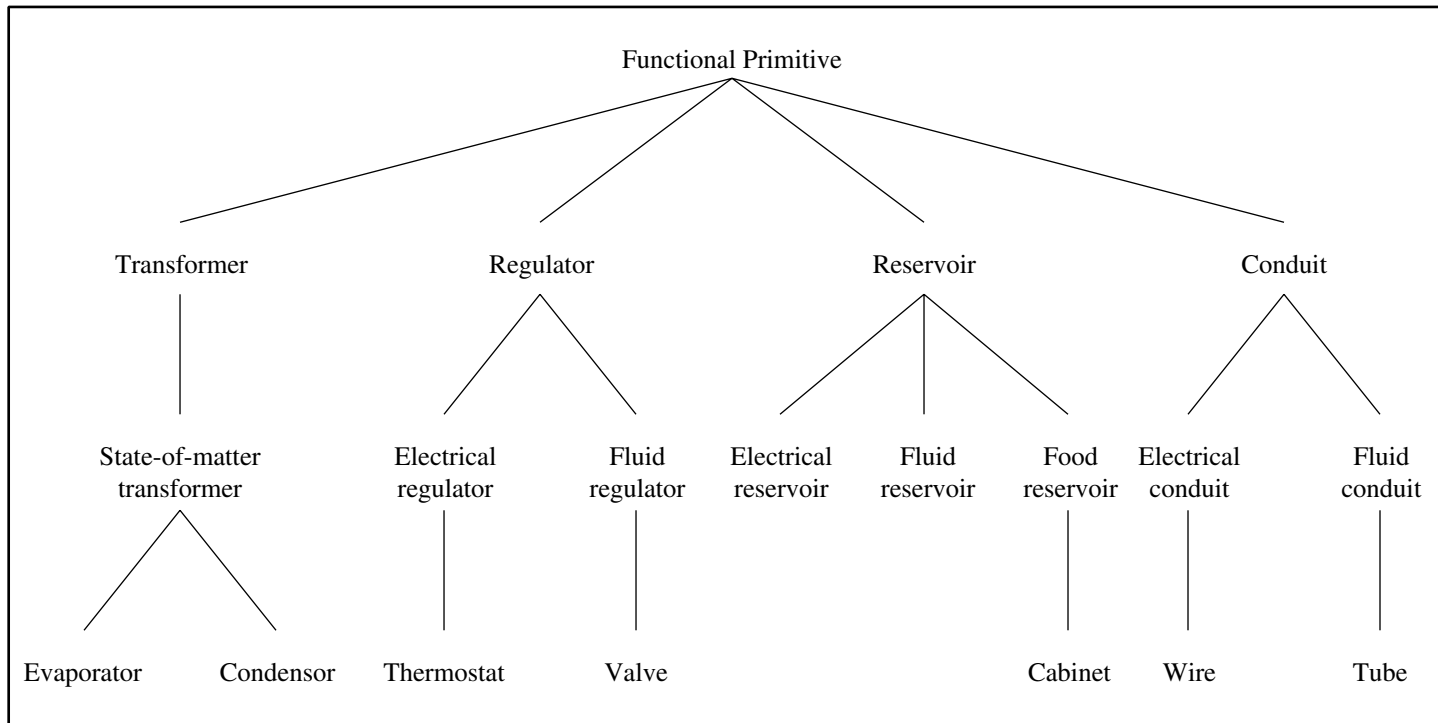 Functional Primitive
Transformer
Regulator
Reservoir
Conduit
State-of-matter
transformer
Electrical
regulator
Fluid
regulator
Electrical
reservoir
Fluid
reservoir
Food
reservoir
Electrical
conduit
Fluid
conduit
Evaporator
Condensor
Thermostat
Valve
Cabinet
Wire
Tube